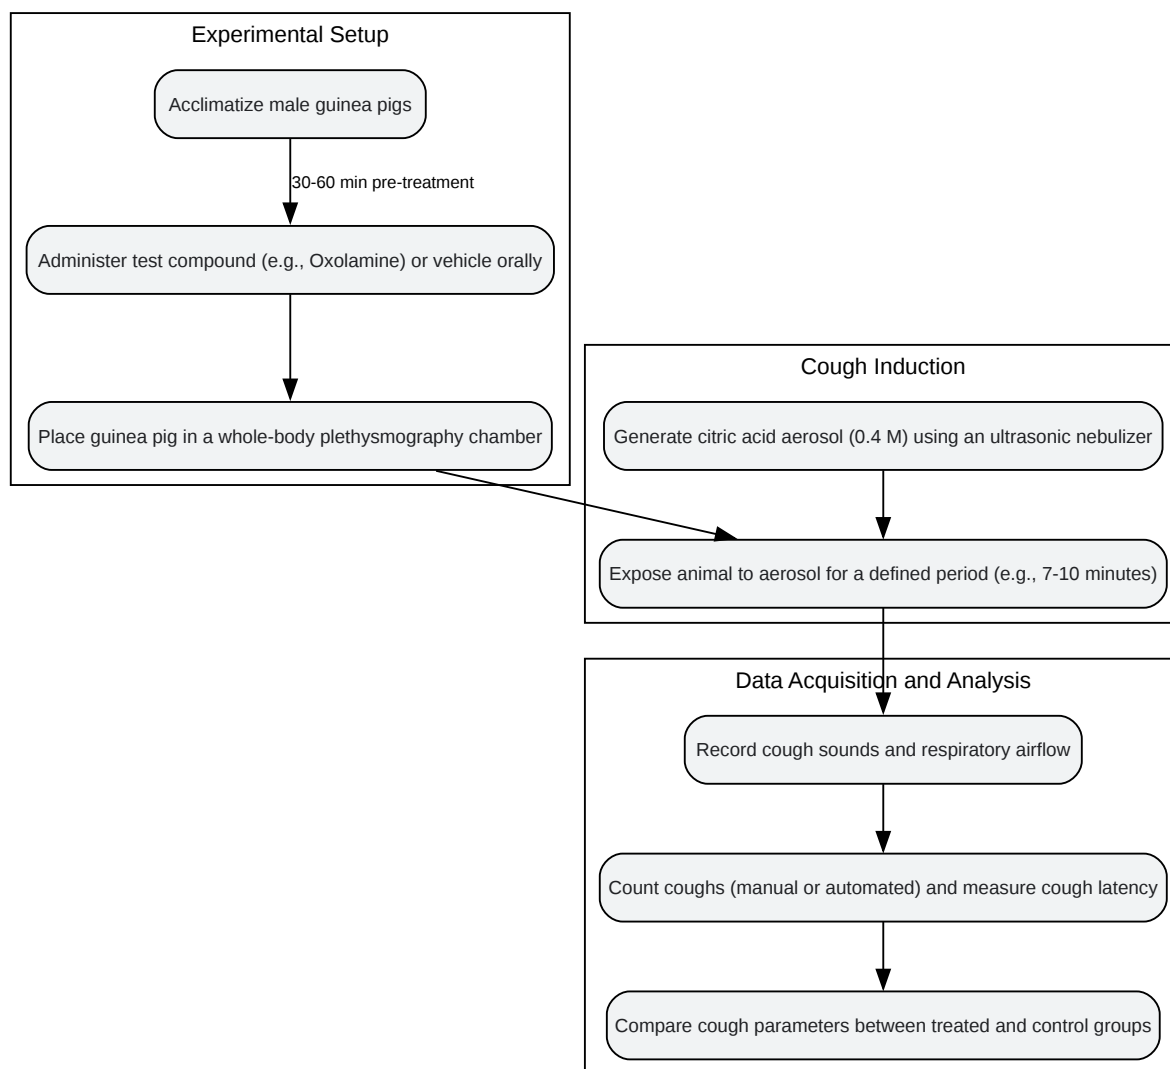 Experimental Setup
Acclimatize male guinea pigs
30-60 min pre-treatment
Administer test compound (e.g., Oxolamine) or vehicle orally
Place guinea pig in a whole-body plethysmography chamber
Cough Induction
Generate citric acid aerosol (0.4 M) using an ultrasonic nebulizer
Expose animal to aerosol for a defined period (e.g., 7-10 minutes)
Data Acquisition and Analysis
Record cough sounds and respiratory airflow
Count coughs (manual or automated) and measure cough latency
Compare cough parameters between treated and control groups